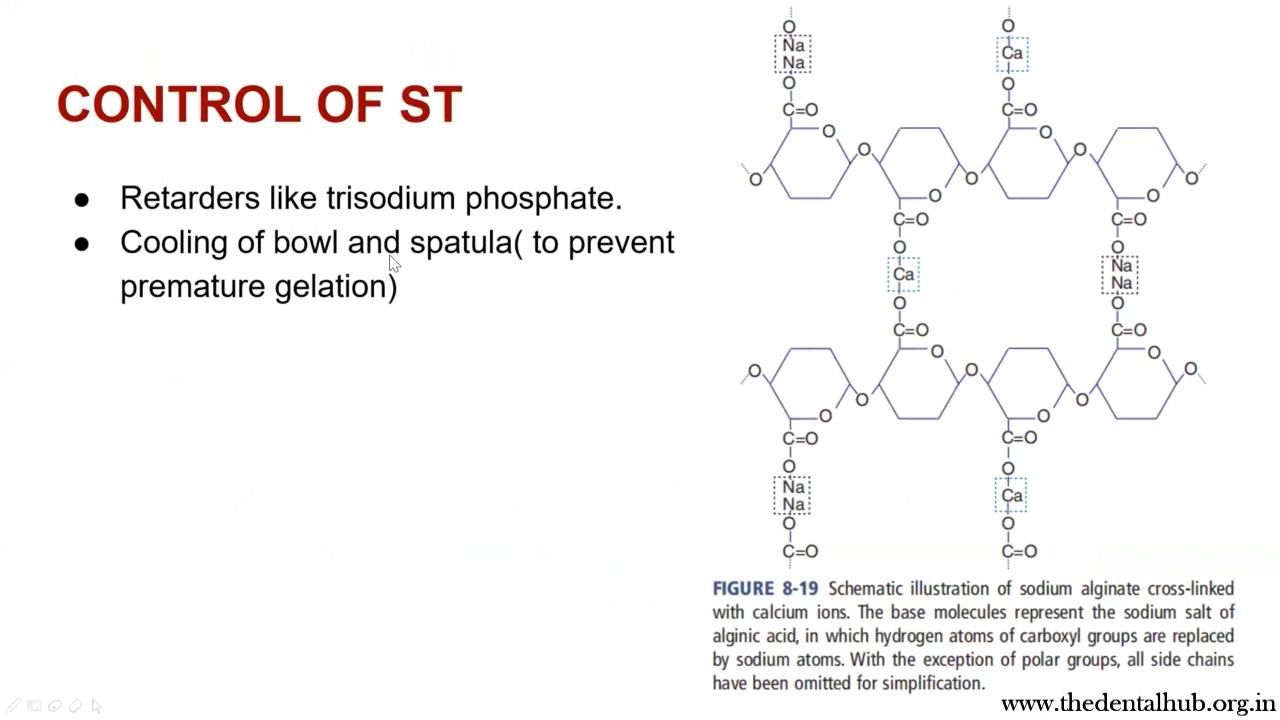 CONTROL OF ST
● Retarders like trisodium phosphate.
● Cooling of bowl and spatula( to prevent
premature gelation)
O O
Na Ca
Na
O O
C=O C=O
O O
O O
O O O
O O
C=O C=O
O O
Ca Na
Na
O O
C=O C=O
O O
O O O
O O
O O
C=O C=O
O O
Na Ca
Na
O O
C=O C=O
FIGURE 8-19 Schematic illustration of sodium alginate cross-linked
with calcium ions. The base molecules represent the sodium salt of
alginic acid, in which hydrogen atoms of carboxyl groups are replaced
by sodium atoms. With the exception of polar groups, all side chains
have been omitted for simplification.
www.thedentalhub.org.in